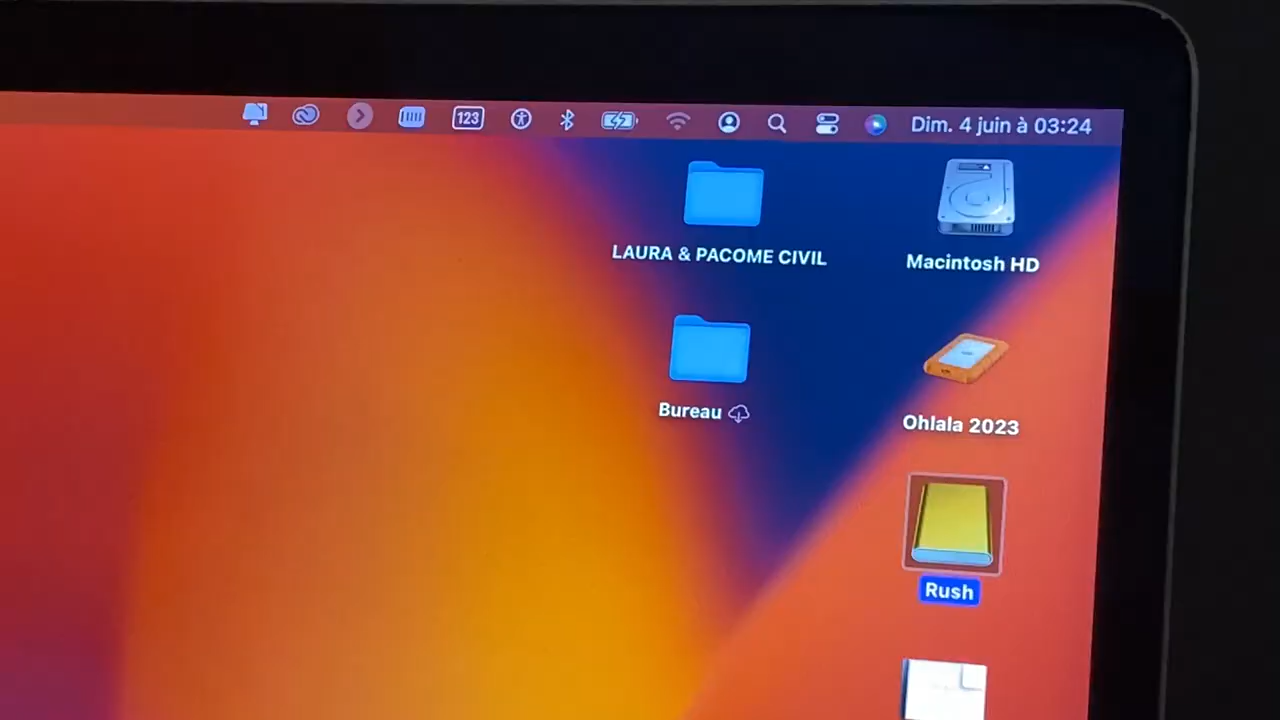 123
Dim. 4 juin à 03:24
LAURA & PACOME CIVIL
Macintosh HD
Bureau
Ohlala 2023
Rush